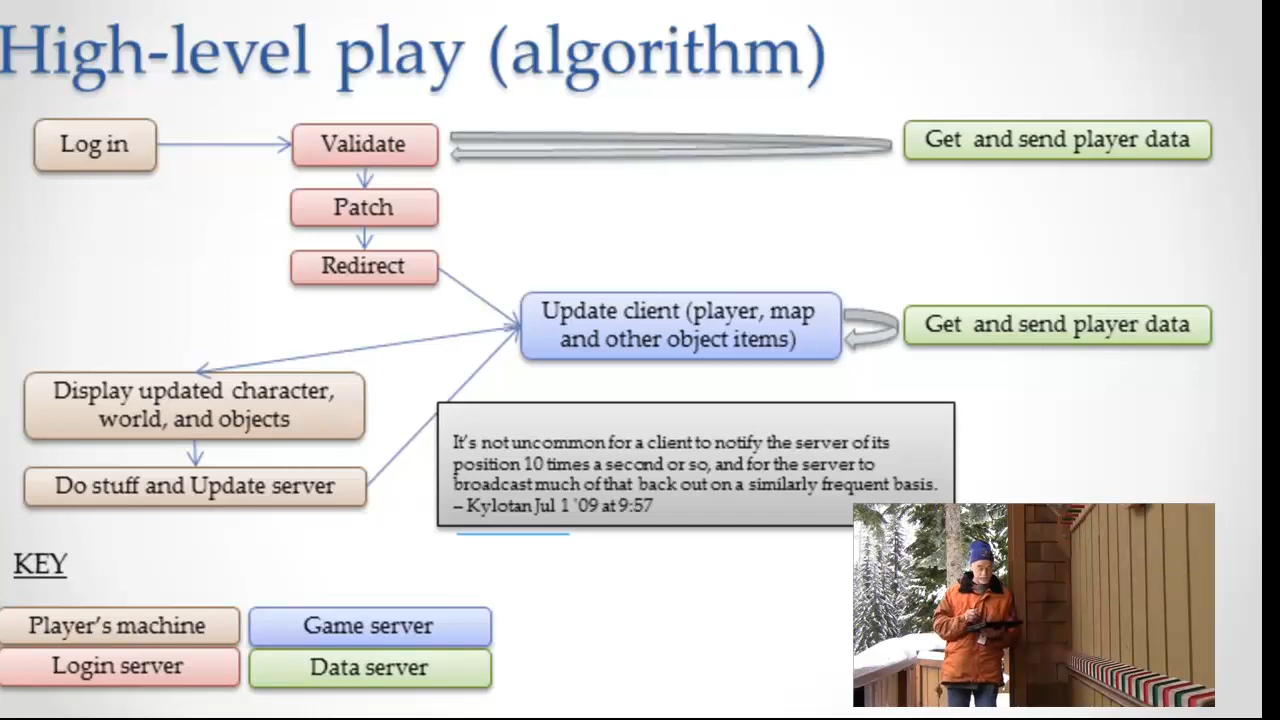 High-level play (algorithm)
Log in
Validate
Get and send player data
Patch
Redirect
Update client (player, map
and other object items)
Get and send player data
Display updated character,
world, and objects
Do stuff and Update server
It's not uncommon for a client to notify the server of its
position 10 times a second or so, and for the server to
broadcast much of that back out on a similarly frequent basis.
– Kylotan Jul 1 '09 at 9:57
KEY
Player's machine
Game server
Login server
Data server